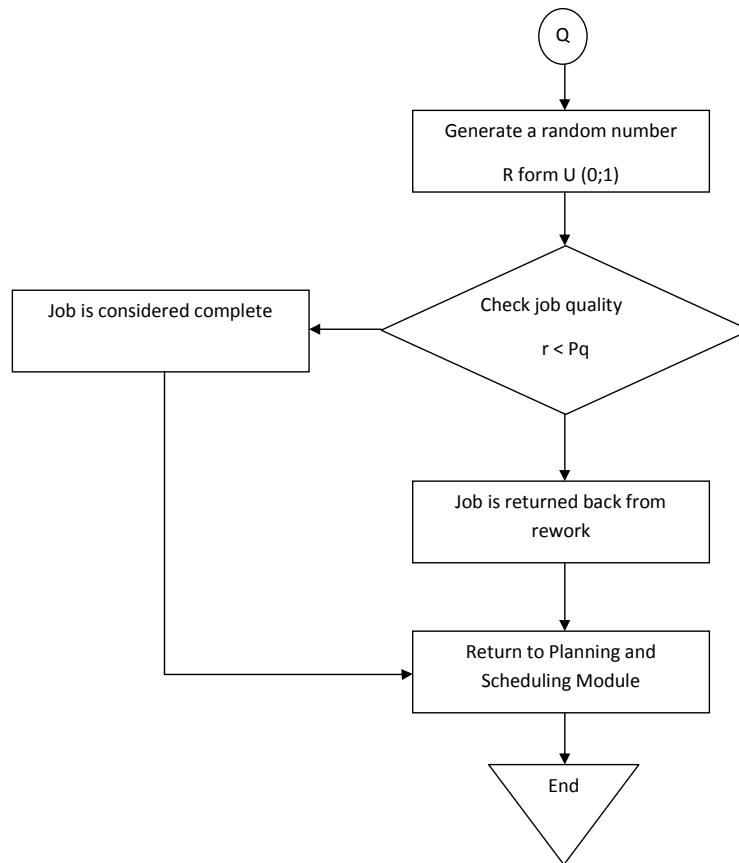 Q
Generate a random number
R form U (0;1)
Check job quality
r < Pq
Job is considered complete
Job is returned back from
rework
Return to Planning and
Scheduling Module
End